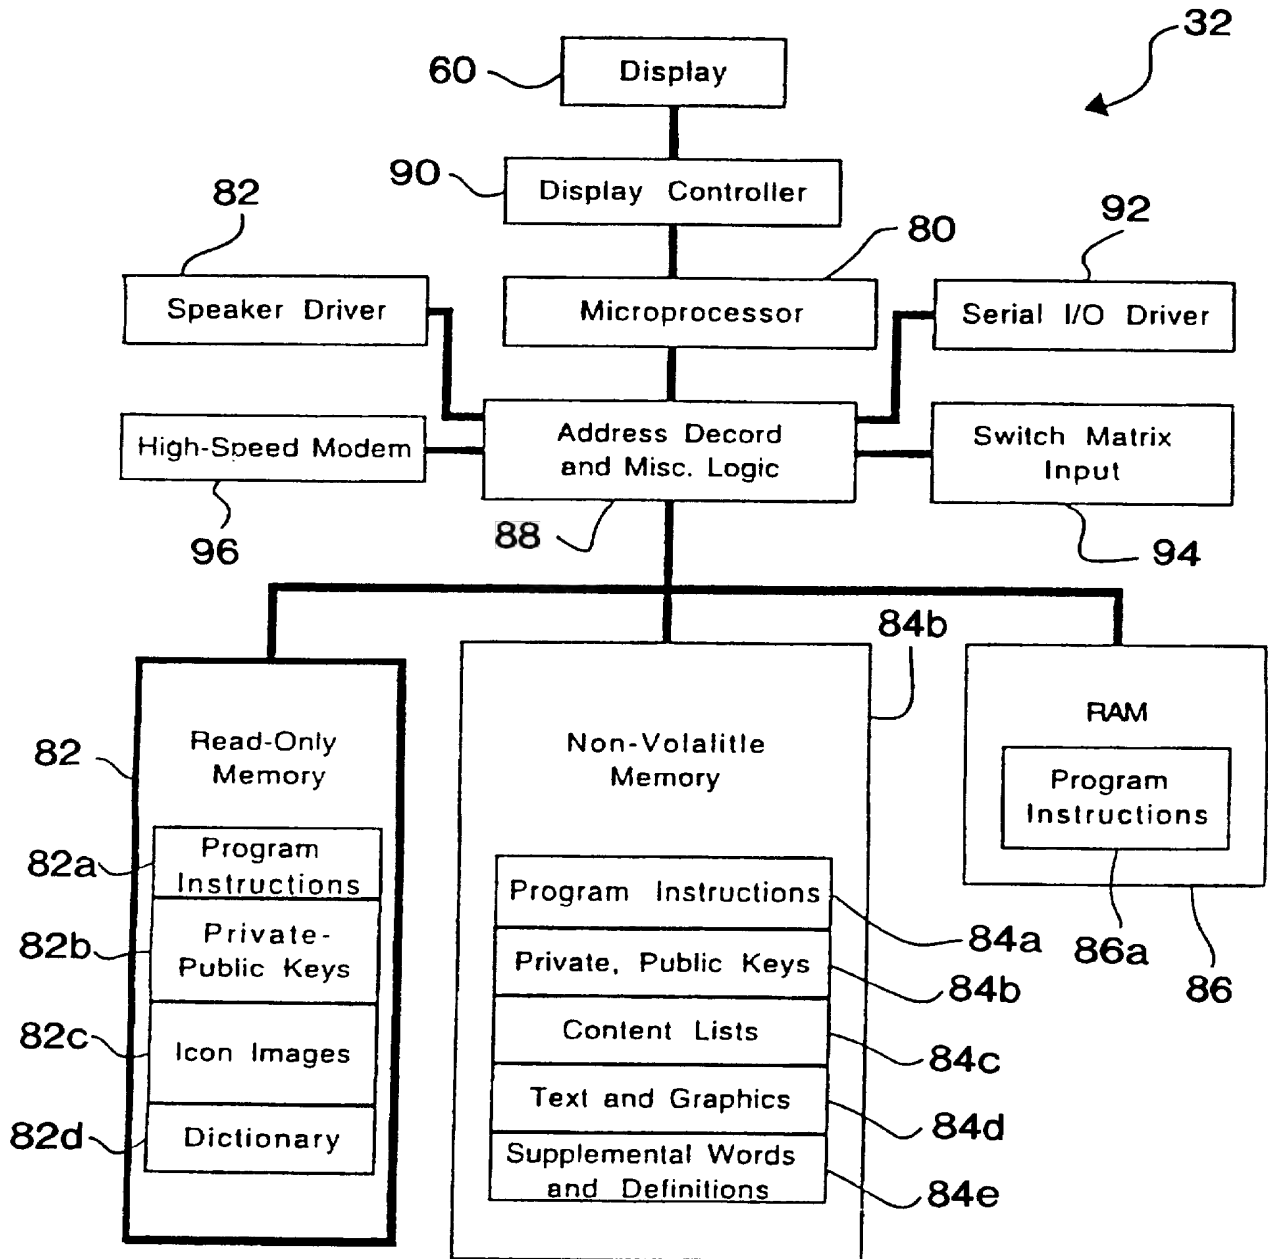 32
60
Display
90
Display Controller
82
80
92
Speaker Driver
Microprocessor
Serial I/O Driver
High-Speed Modem
Address Decord
and Misc. Logic
Switch Matrix
Input
96
88
94
84b
82
Read-Only
Memory
82a
Program
Instructions
82b
Private-
Public Keys
82c
Icon Images
82d
Dictionary
Non-Volalitle
Memory
Program Instructions
84a
Private, Public Keys
84b
Content Lists
84c
Text and Graphics
84d
Supplemental Words
and Definitions
84e
RAM
Program
Instructions
86a
86